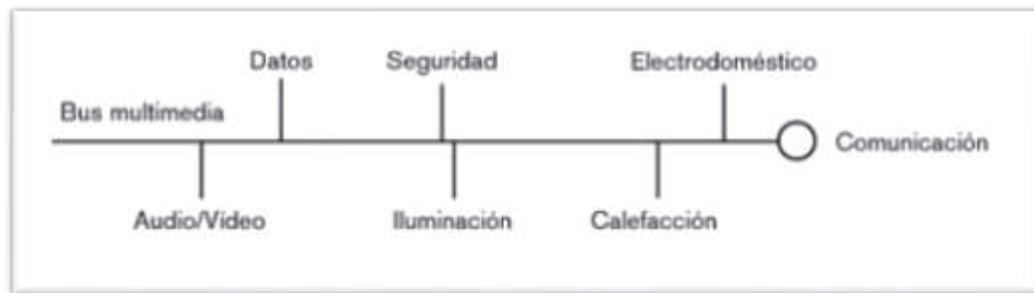 Datos
Seguridad
Electrodoméstico
Bus multimedia
Comunicación
Audio/Vídeo
Iluminación
Calefacción